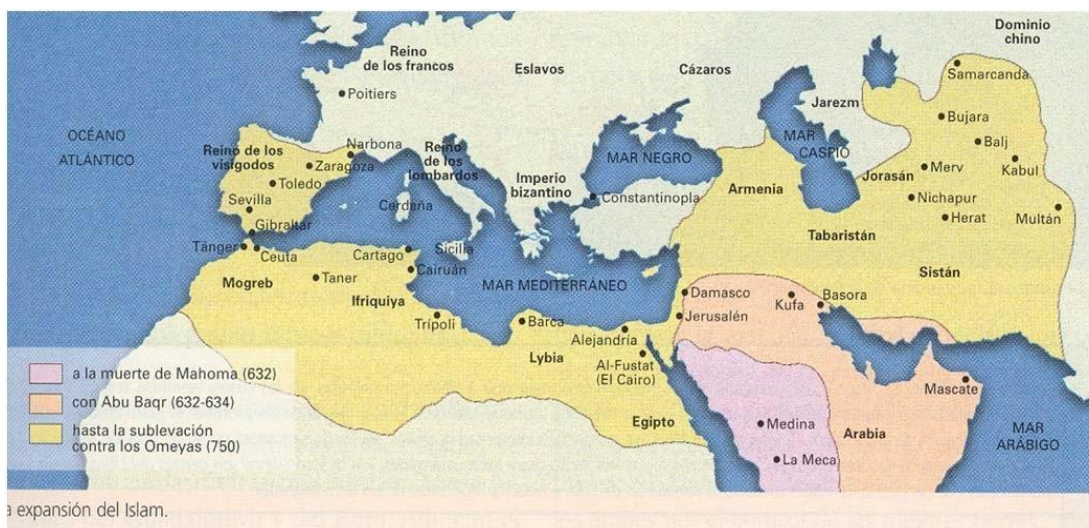 Dominio
chino
Reino
de los francos
Eslavos
Cázaros
Samarcanda
Poitiers
Jarezm
Bujara
OCÉANO
ATLÁNTICO
MAR
CASPIO
Balj
Narbona
Reino de los
visigodos
Zaragoza
Reino
de los
lombardos
MAR NEGRO
Merv
Kabul
Jorasán
Toledo
Imperio
bizantino
Armenia
Constantinopla
Nichapur
Sevilla
Cerdeña
Herat
Multán
Gibraltar
Tabaristán
Tánger
Ceuta
Cartago
Sicilia
Cairuán
Mogreb
Taner
MAR MEDITERRÁNEO
Sistán
Ifriquiya
Damasco
Kufa
Basora
Trípoli
Barca
Jerusalén
Alejandría
Lybia
Al-Fustat
(El Cairo)
a la muerte de Mahoma (632)
con Abu Baqr (632-634)
hasta la sublevación
contra los Omeyas (750)
Mascate
Egipto
Medina
Arabia
MAR
ARÁBIGO
La Meca
a expansión del Islam.